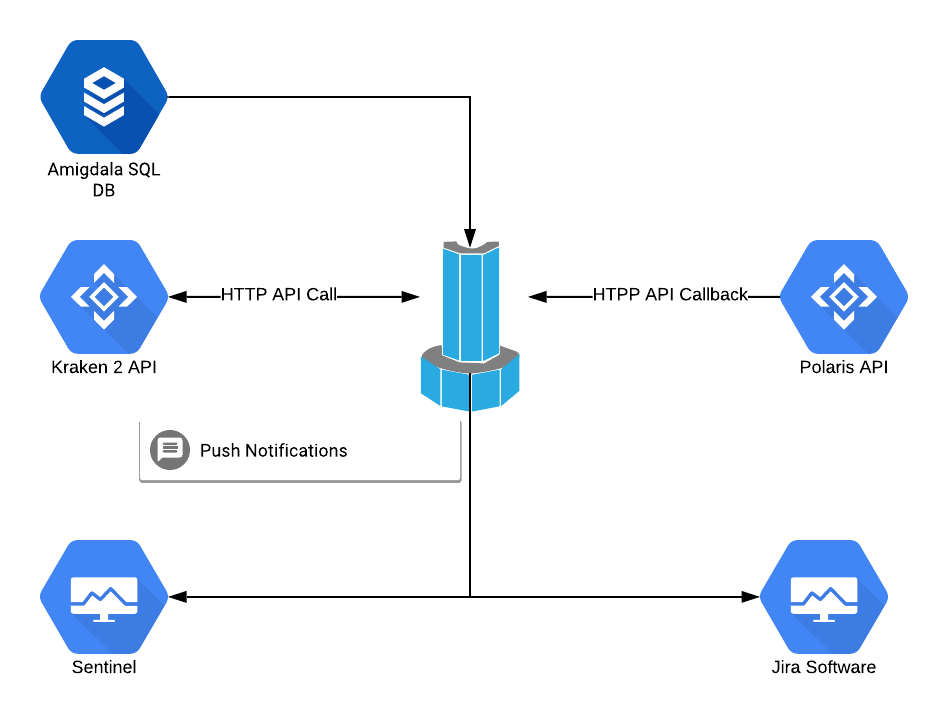 Amigdala SQL
DB
HTTP API Call
HTPP API Callback
Kraken 2 API
Polaris API
Push Notifications
Sentinel
Jira Software